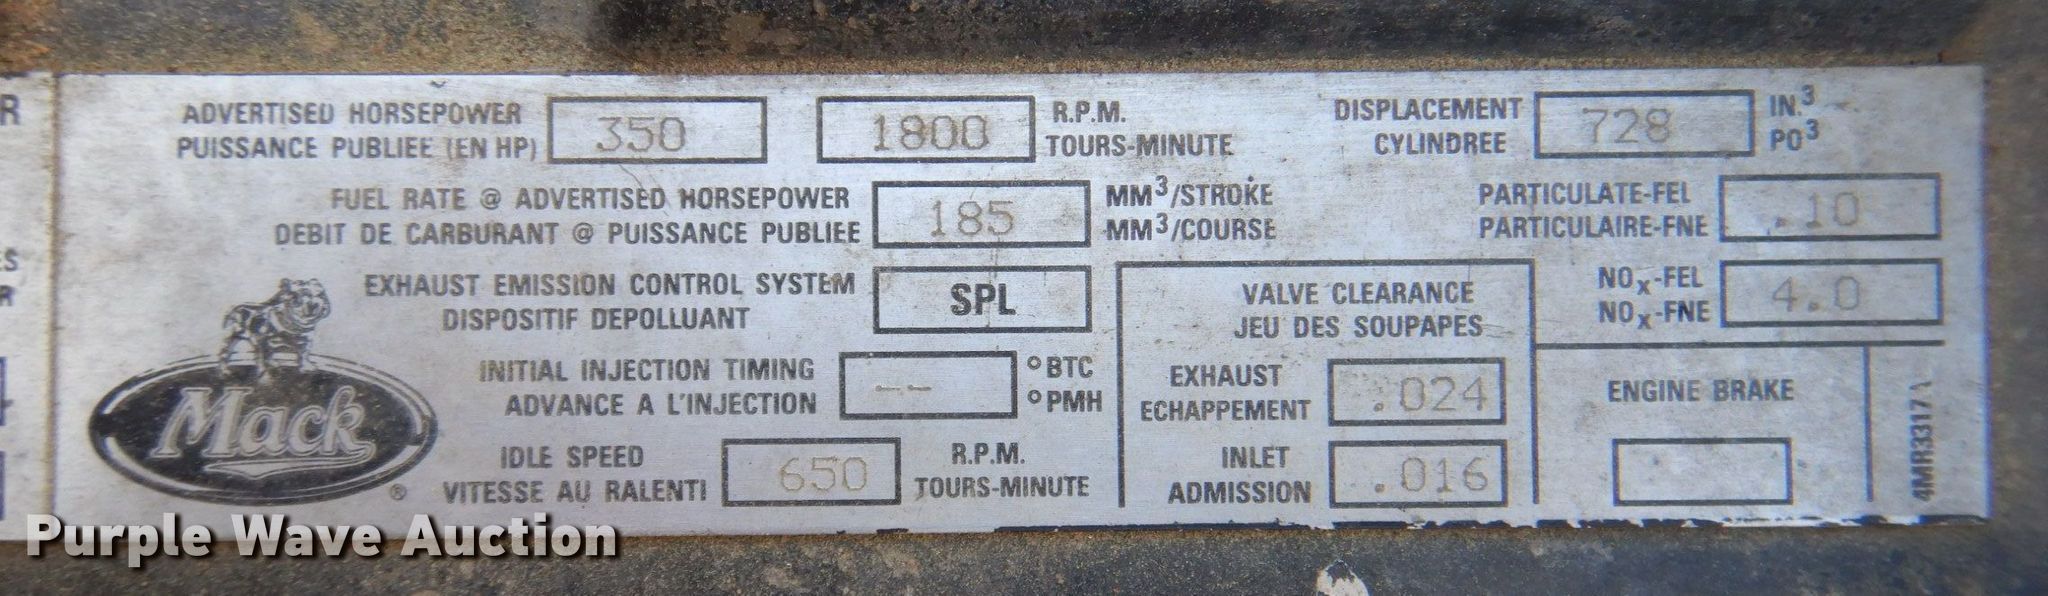 R
ADVERTISED HORSEPOWER
PUISSANCE PUBLIEE (EN HP)
350
1800
R.P.M.
TOURS-MINUTE
DISPLACEMENT
CYLINDREE
728
IN.³
PO³
FUEL RATE @ ADVERTISED HORSEPOWER
DEBIT DE CARBURANT @ PUISSANCE PUBLIEE
185
MM³/STROKE
MM³/COURSE
PARTICULATE-FEL
PARTICULAIRE-FNE
.10
ES
R
EXHAUST EMISSION CONTROL SYSTEM
DISPOSITIF DEPOLLUANT
SPL
NOx-FEL
NOx-FNE
4.0
INITIAL INJECTION TIMING
ADVANCE A L'INJECTION
--
°BTC
°PMH
VALVE CLEARANCE
JEU DES SOUPAPES
EXHAUST
ECHAPPEMENT
.024
INLET
ADMISSION
.016
ENGINE BRAKE
4MR3317A
Mack
®
IDLE SPEED
VITESSE AU RALENTI
650
R.P.M.
TOURS-MINUTE
Purple Wave Auction